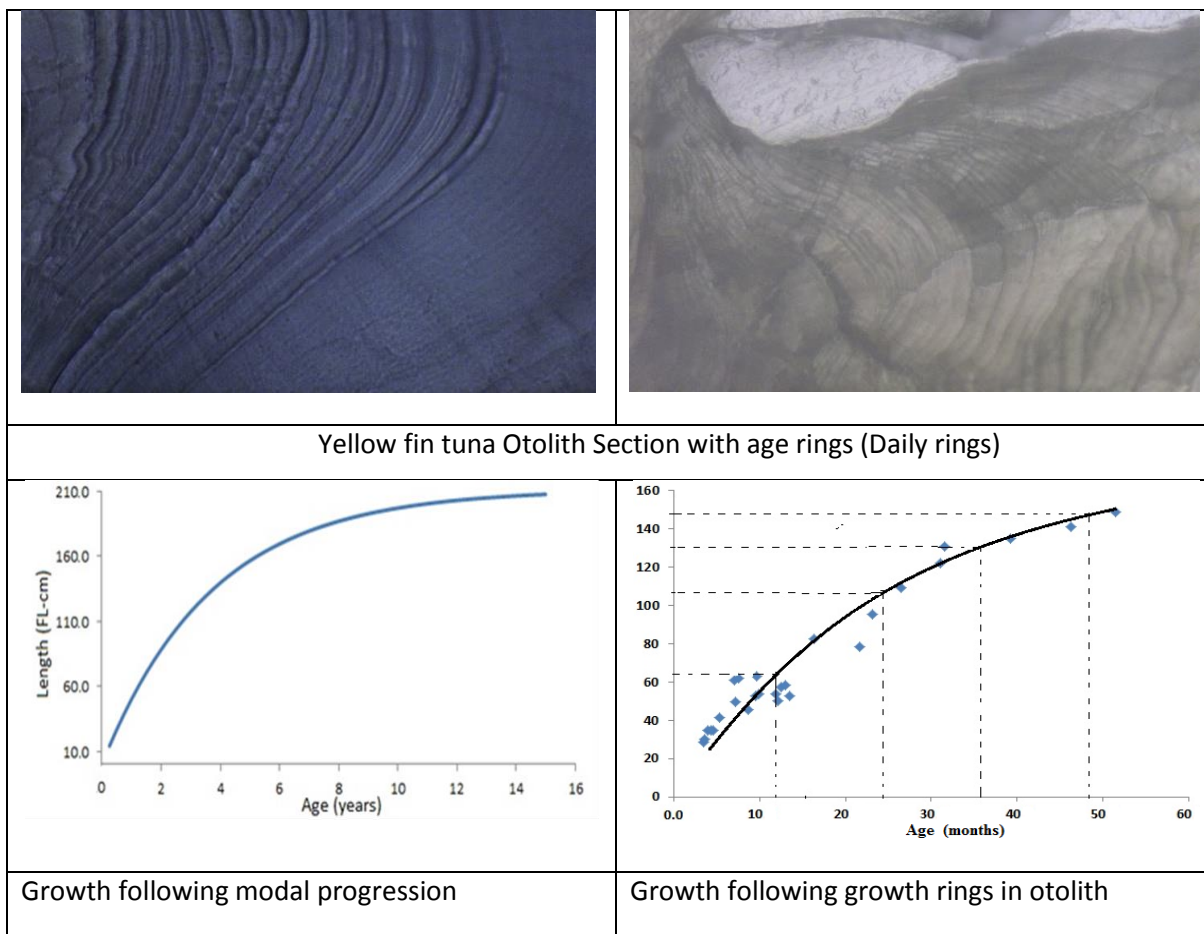 Yellow fin tuna Otolith Section with age rings (Daily rings)
210.0
160.0
110.0
60.0
10.0
Length (FL-cm)
0 2 4 6 8 10 12 14 16
Age (years)
160
140
120
100
80
60
40
20
0
0.0 10 20 30 40 50 60
Age (months)
Growth following modal progression
Growth following growth rings in otolith